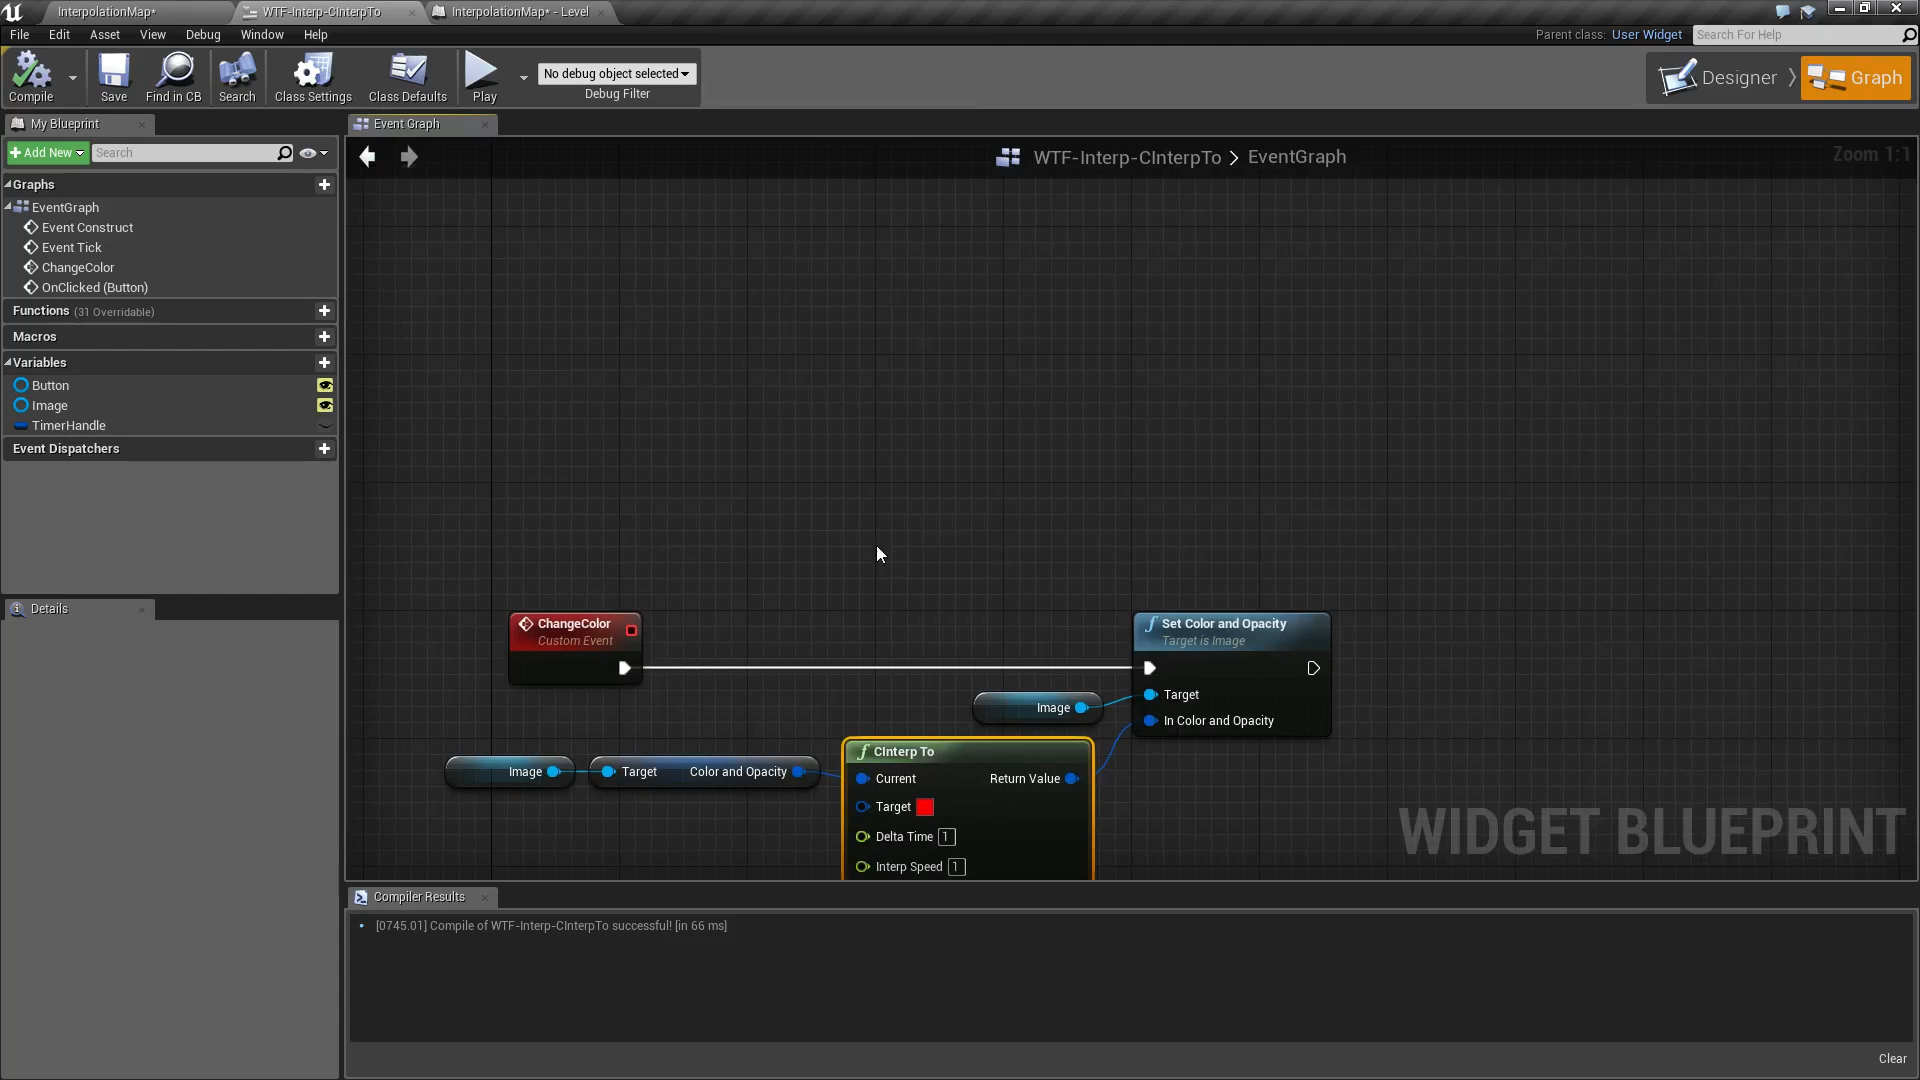 InterpolationMap*
WTF-Interp-CInterpTo
InterpolationMap* - Level
File Edit Asset View Debug Window Help
Parent class: User Widget
Search For Help
Compile
Save
Find in CB
Search
Class Settings
Class Defaults
Play
No debug object selected
Debug Filter
Designer
Graph
My Blueprint
Event Graph
Add New
Search
WTF-Interp-CInterpTo > EventGraph
Zoom 1:1
Graphs
EventGraph
Event Construct
Event Tick
ChangeColor
OnClicked (Button)
Functions (31 Overridable)
Macros
Variables
Button
Image
TimerHandle
Event Dispatchers
Details
ChangeColor
Custom Event
Set Color and Opacity
Target is Image
Target
In Color and Opacity
Image
Image
Target Color and Opacity
CInterp To
Current Return Value
Target
Delta Time 1
Interp Speed 1
WIDGET BLUEPRINT
Compiler Results
• [0745.01] Compile of WTF-Interp-CInterpTo successful! [in 66 ms]
Clear